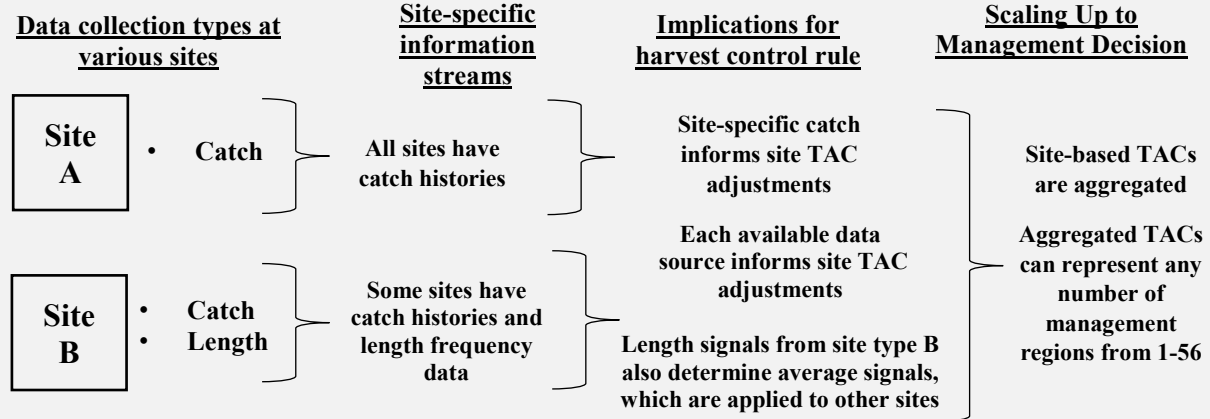 Data collection types at
various sites
Site-specific
information
streams
Implications for
harvest control rule
Scaling Up to
Management Decision
Site
A
• Catch
All sites have
catch histories
Site-specific catch
informs site TAC
adjustments
Site-based TACs
are aggregated
Site
B
• Catch
• Length
Some sites have
catch histories and
length frequency
data
Each available data
source informs site TAC
adjustments
Length signals from site type B
also determine average signals,
which are applied to other sites
Aggregated TACs
can represent any
number of
management
regions from 1-56